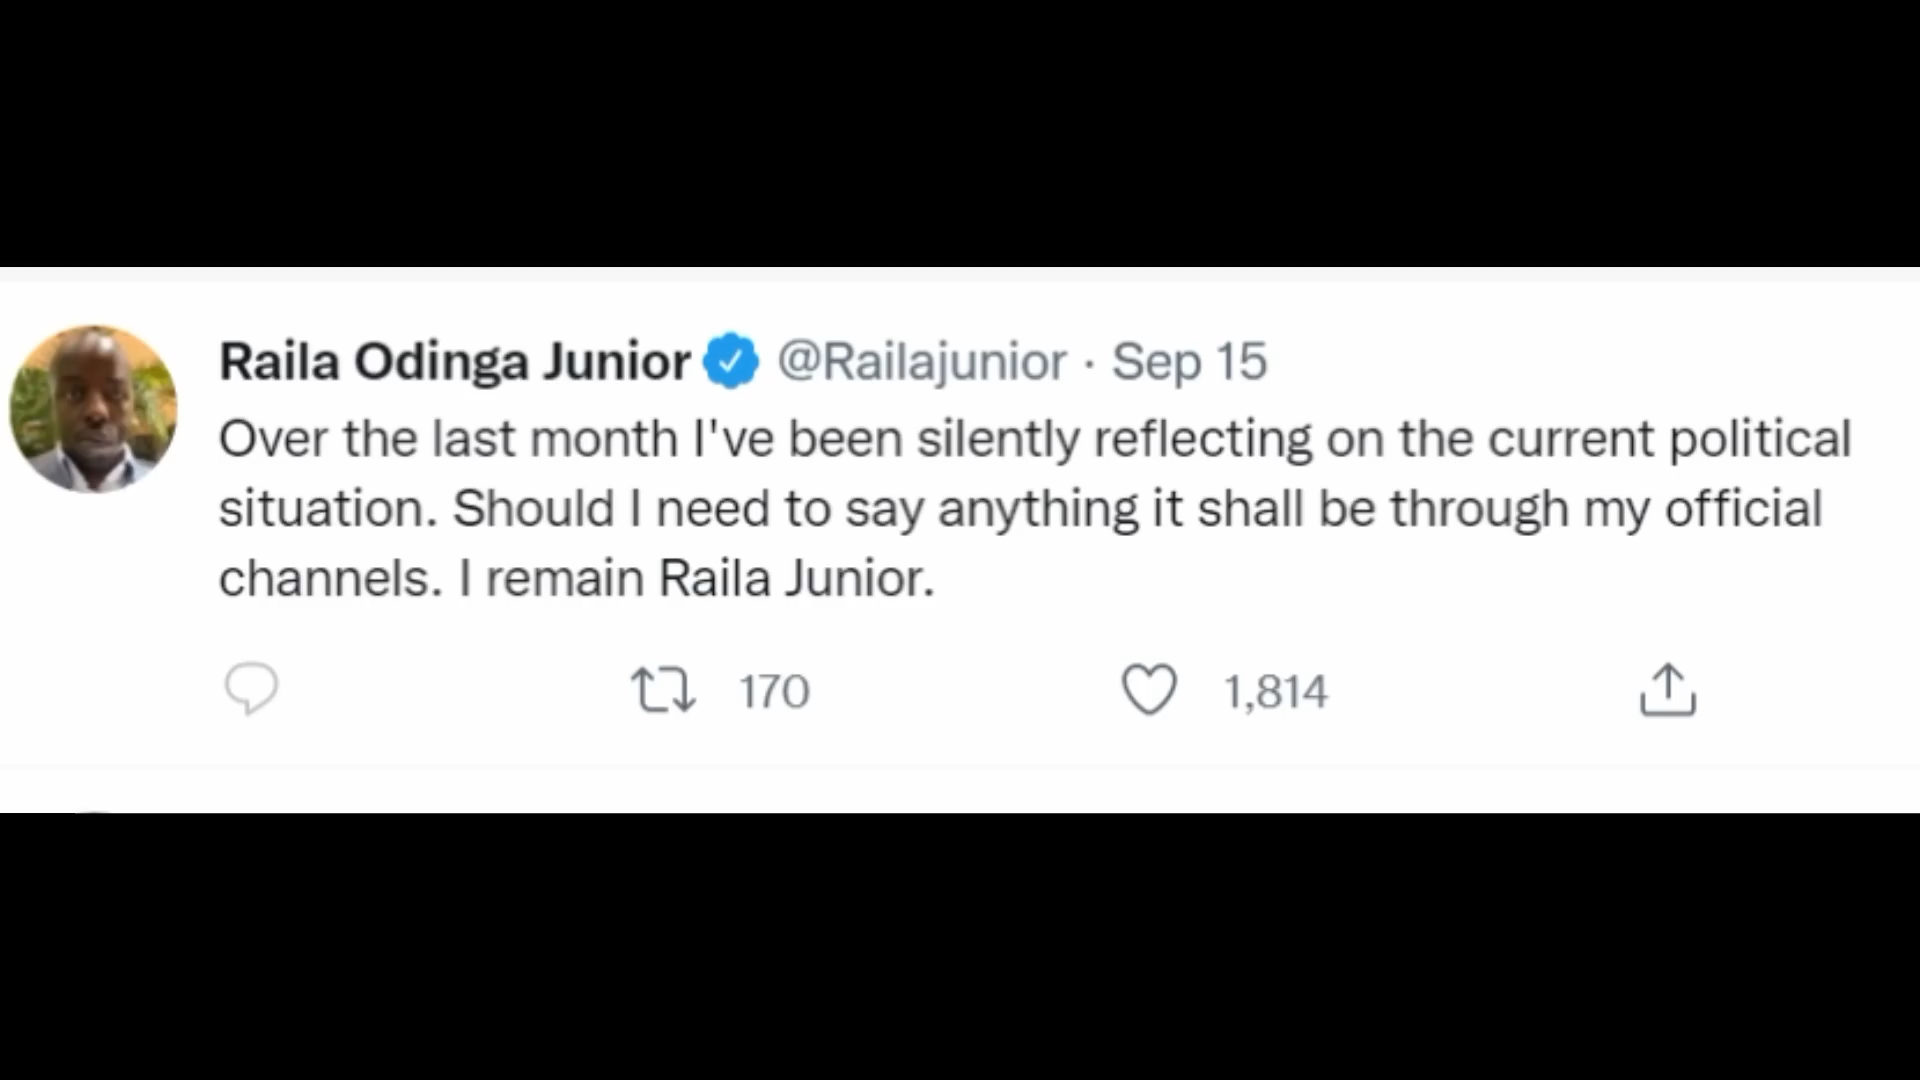 Raila Odinga Junior @Railajunior · Sep 15
Over the last month I've been silently reflecting on the current political
situation. Should I need to say anything it shall be through my official
channels. I remain Raila Junior.
170 1,814